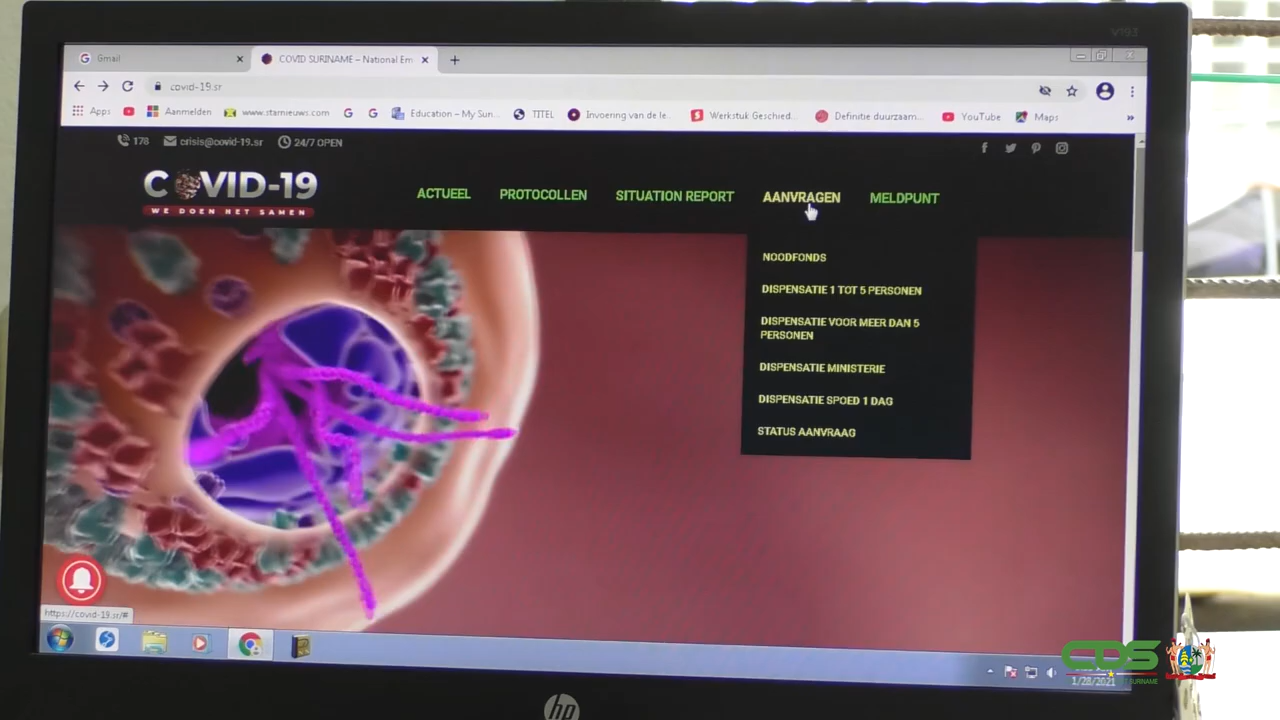 V193
Gmail
COVID SURINAME – National Em
covid-19.sr
Apps
Aanmelden
www.starnieuws.com
Education – My Sun...
TITEL
Invoering van de le...
Werkstuk Geschied...
Definitie duurzaam...
YouTube
Maps
»
178
crisis@covid-19.sr
24/7 OPEN
COVID-19
WE DOEN HET SAMEN
ACTUEEL
PROTOCOLLEN
SITUATION REPORT
AANVRAGEN
MELDPUNT
NOODFONDS
DISPENSATIE 1 TOT 5 PERSONEN
DISPENSATIE VOOR MEER DAN 5
PERSONEN
DISPENSATIE MINISTERIE
DISPENSATIE SPOED 1 DAG
STATUS AANVRAAG
https://covid-19.sr/#
1/28/2021
CDS
SURINAME
hp